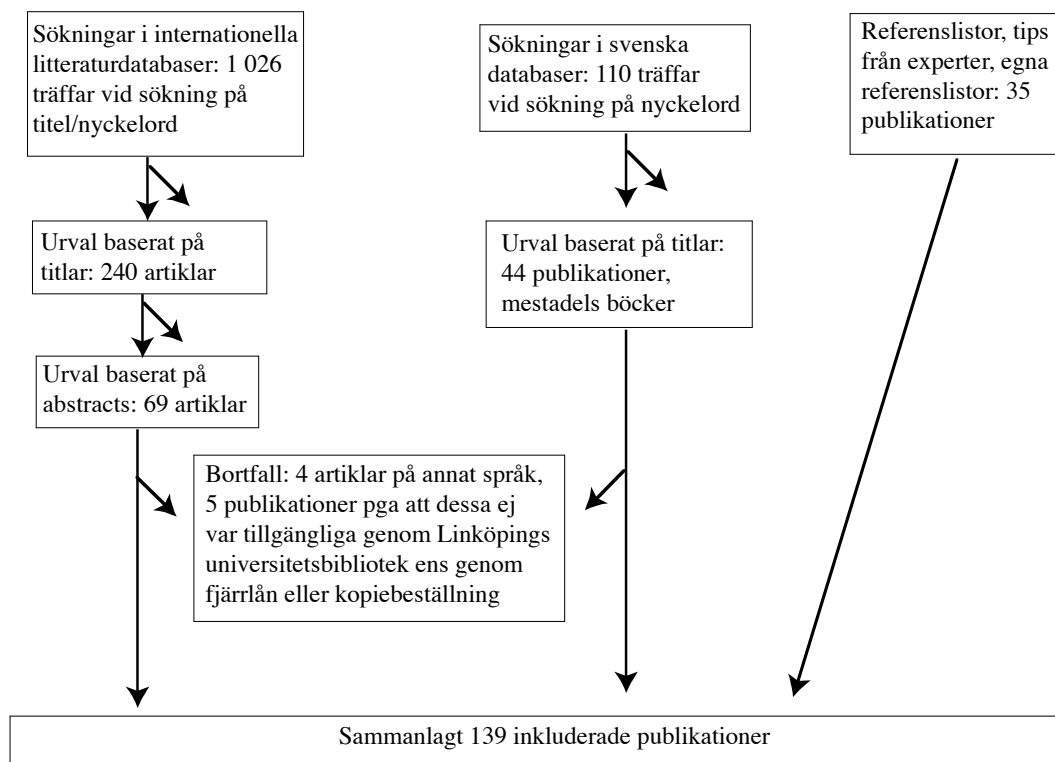 Sökningar i internationella
litteraturdatabaser: 1 026
träffar vid sökning på
titel/nyckelord
Sökningar i svenska
databaser: 110 träffar
vid sökning på nyckelord
Referenslistor, tips
från experter, egna
referenslistor: 35
publikationer
Urval baserat på
titlar: 240 artiklar
Urval baserat på titlar:
44 publikationer,
mestadels böcker
Urval baserat på
abstracts: 69 artiklar
Bortfall: 4 artiklar på annat språk,
5 publikationer pga att dessa ej
var tillgängliga genom Linköpings
universitetsbibliotek ens genom
fjärrlån eller kopiebeställning
Sammanlagt 139 inkluderade publikationer